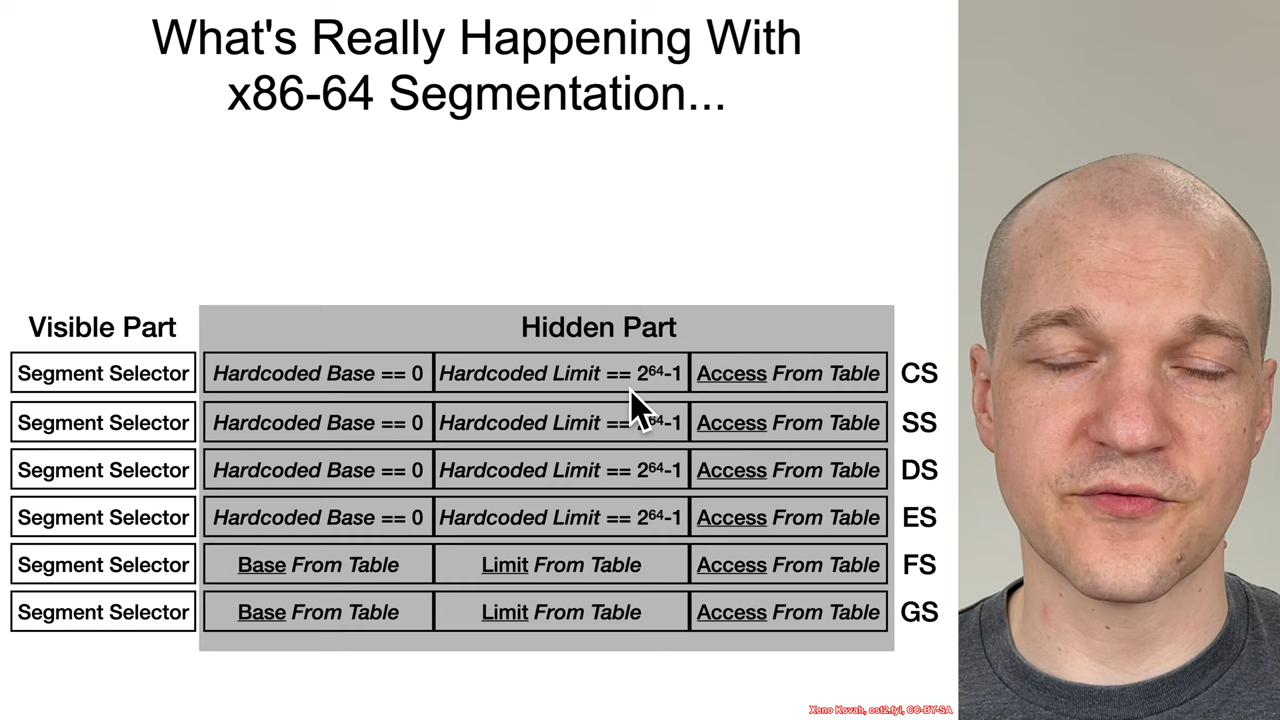 What's Really Happening With
x86-64 Segmentation...
Visible Part Hidden Part
Segment Selector Hardcoded Base == 0 Hardcoded Limit == 2⁶⁴-1 Access From Table CS
Segment Selector Hardcoded Base == 0 Hardcoded Limit == 2⁶⁴-1 Access From Table SS
Segment Selector Hardcoded Base == 0 Hardcoded Limit == 2⁶⁴-1 Access From Table DS
Segment Selector Hardcoded Base == 0 Hardcoded Limit == 2⁶⁴-1 Access From Table ES
Segment Selector Base From Table Limit From Table Access From Table FS
Segment Selector Base From Table Limit From Table Access From Table GS
Xeno Kovah, ost2.fyi, CC-BY-SA